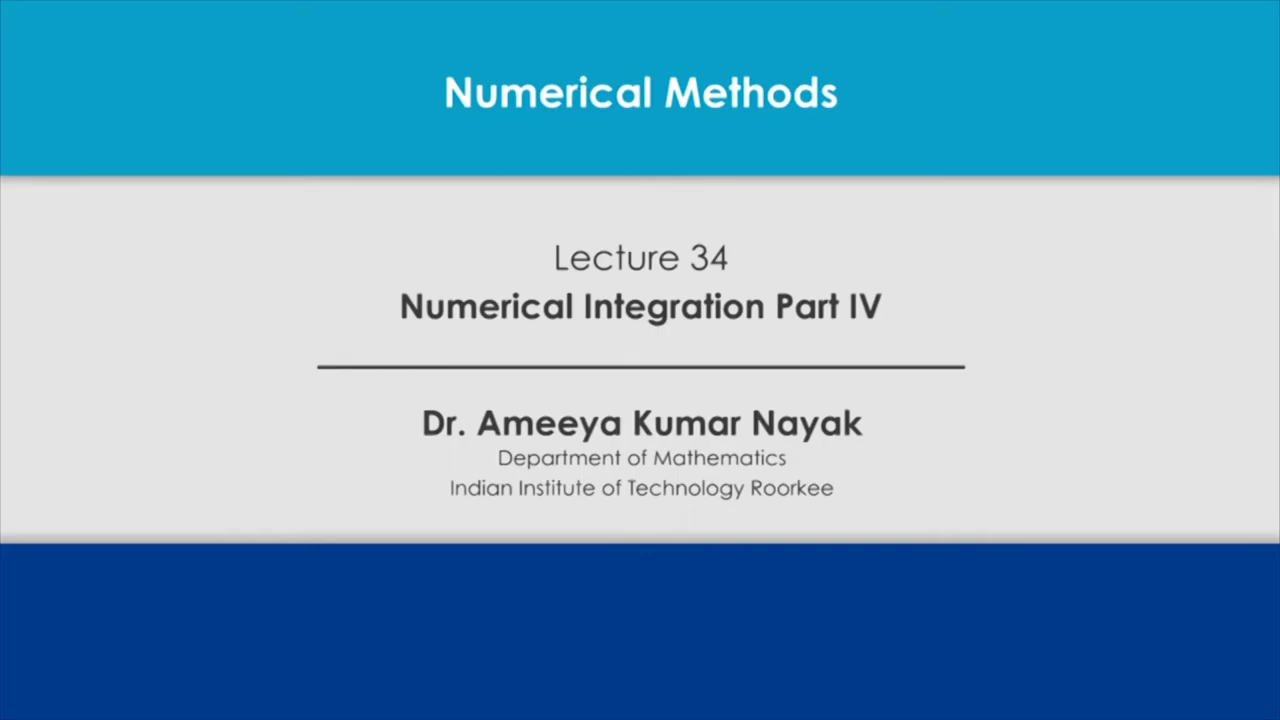 Numerical Methods
Lecture 34
Numerical Integration Part IV
Dr. Ameeya Kumar Nayak
Department of Mathematics
Indian Institute of Technology Roorkee